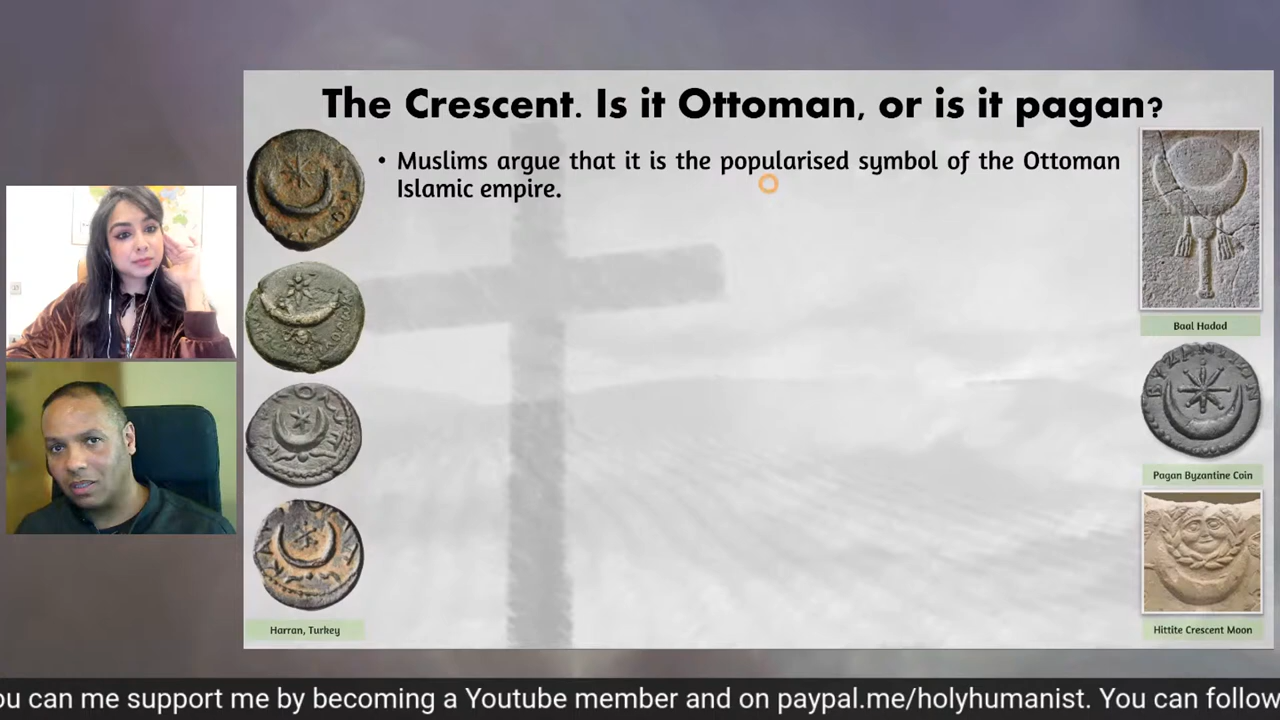 The Crescent. Is it Ottoman, or is it pagan?
• Muslims argue that it is the popularised symbol of the Ottoman
Islamic empire.
Baal Hadad
BYZANTION
Pagan Byzantine Coin
Harran, Turkey
Hittite Crescent Moon
ou can me support me by becoming a Youtube member and on paypal.me/holyhumanist. You can follow